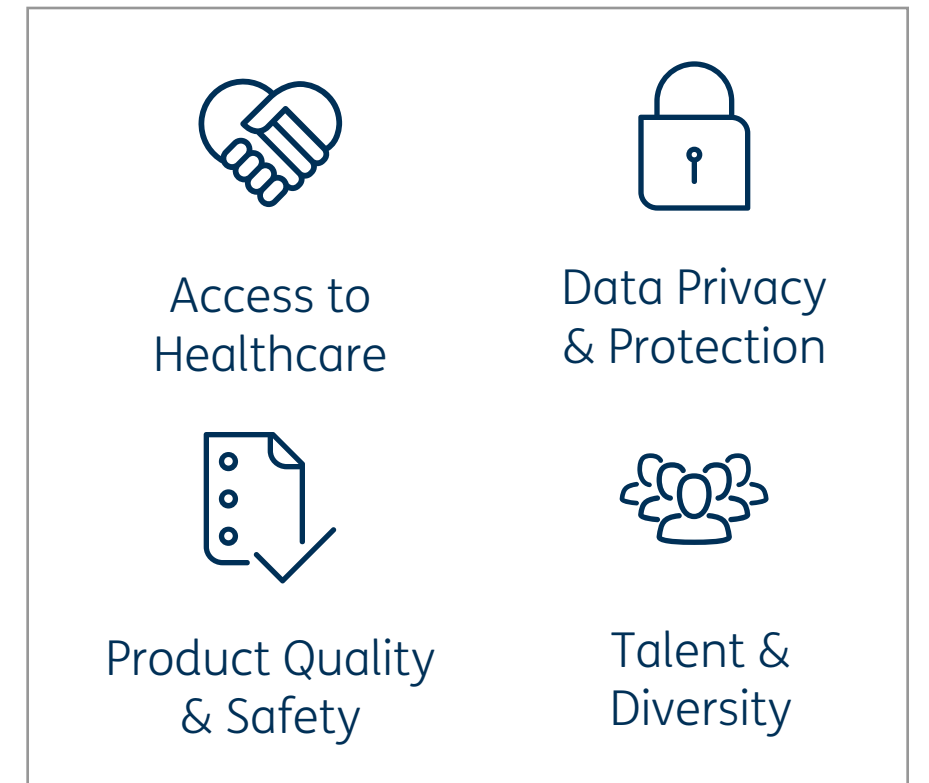 Access to
Healthcare
Data Privacy
& Protection
Product Quality
& Safety
Talent &
Diversity